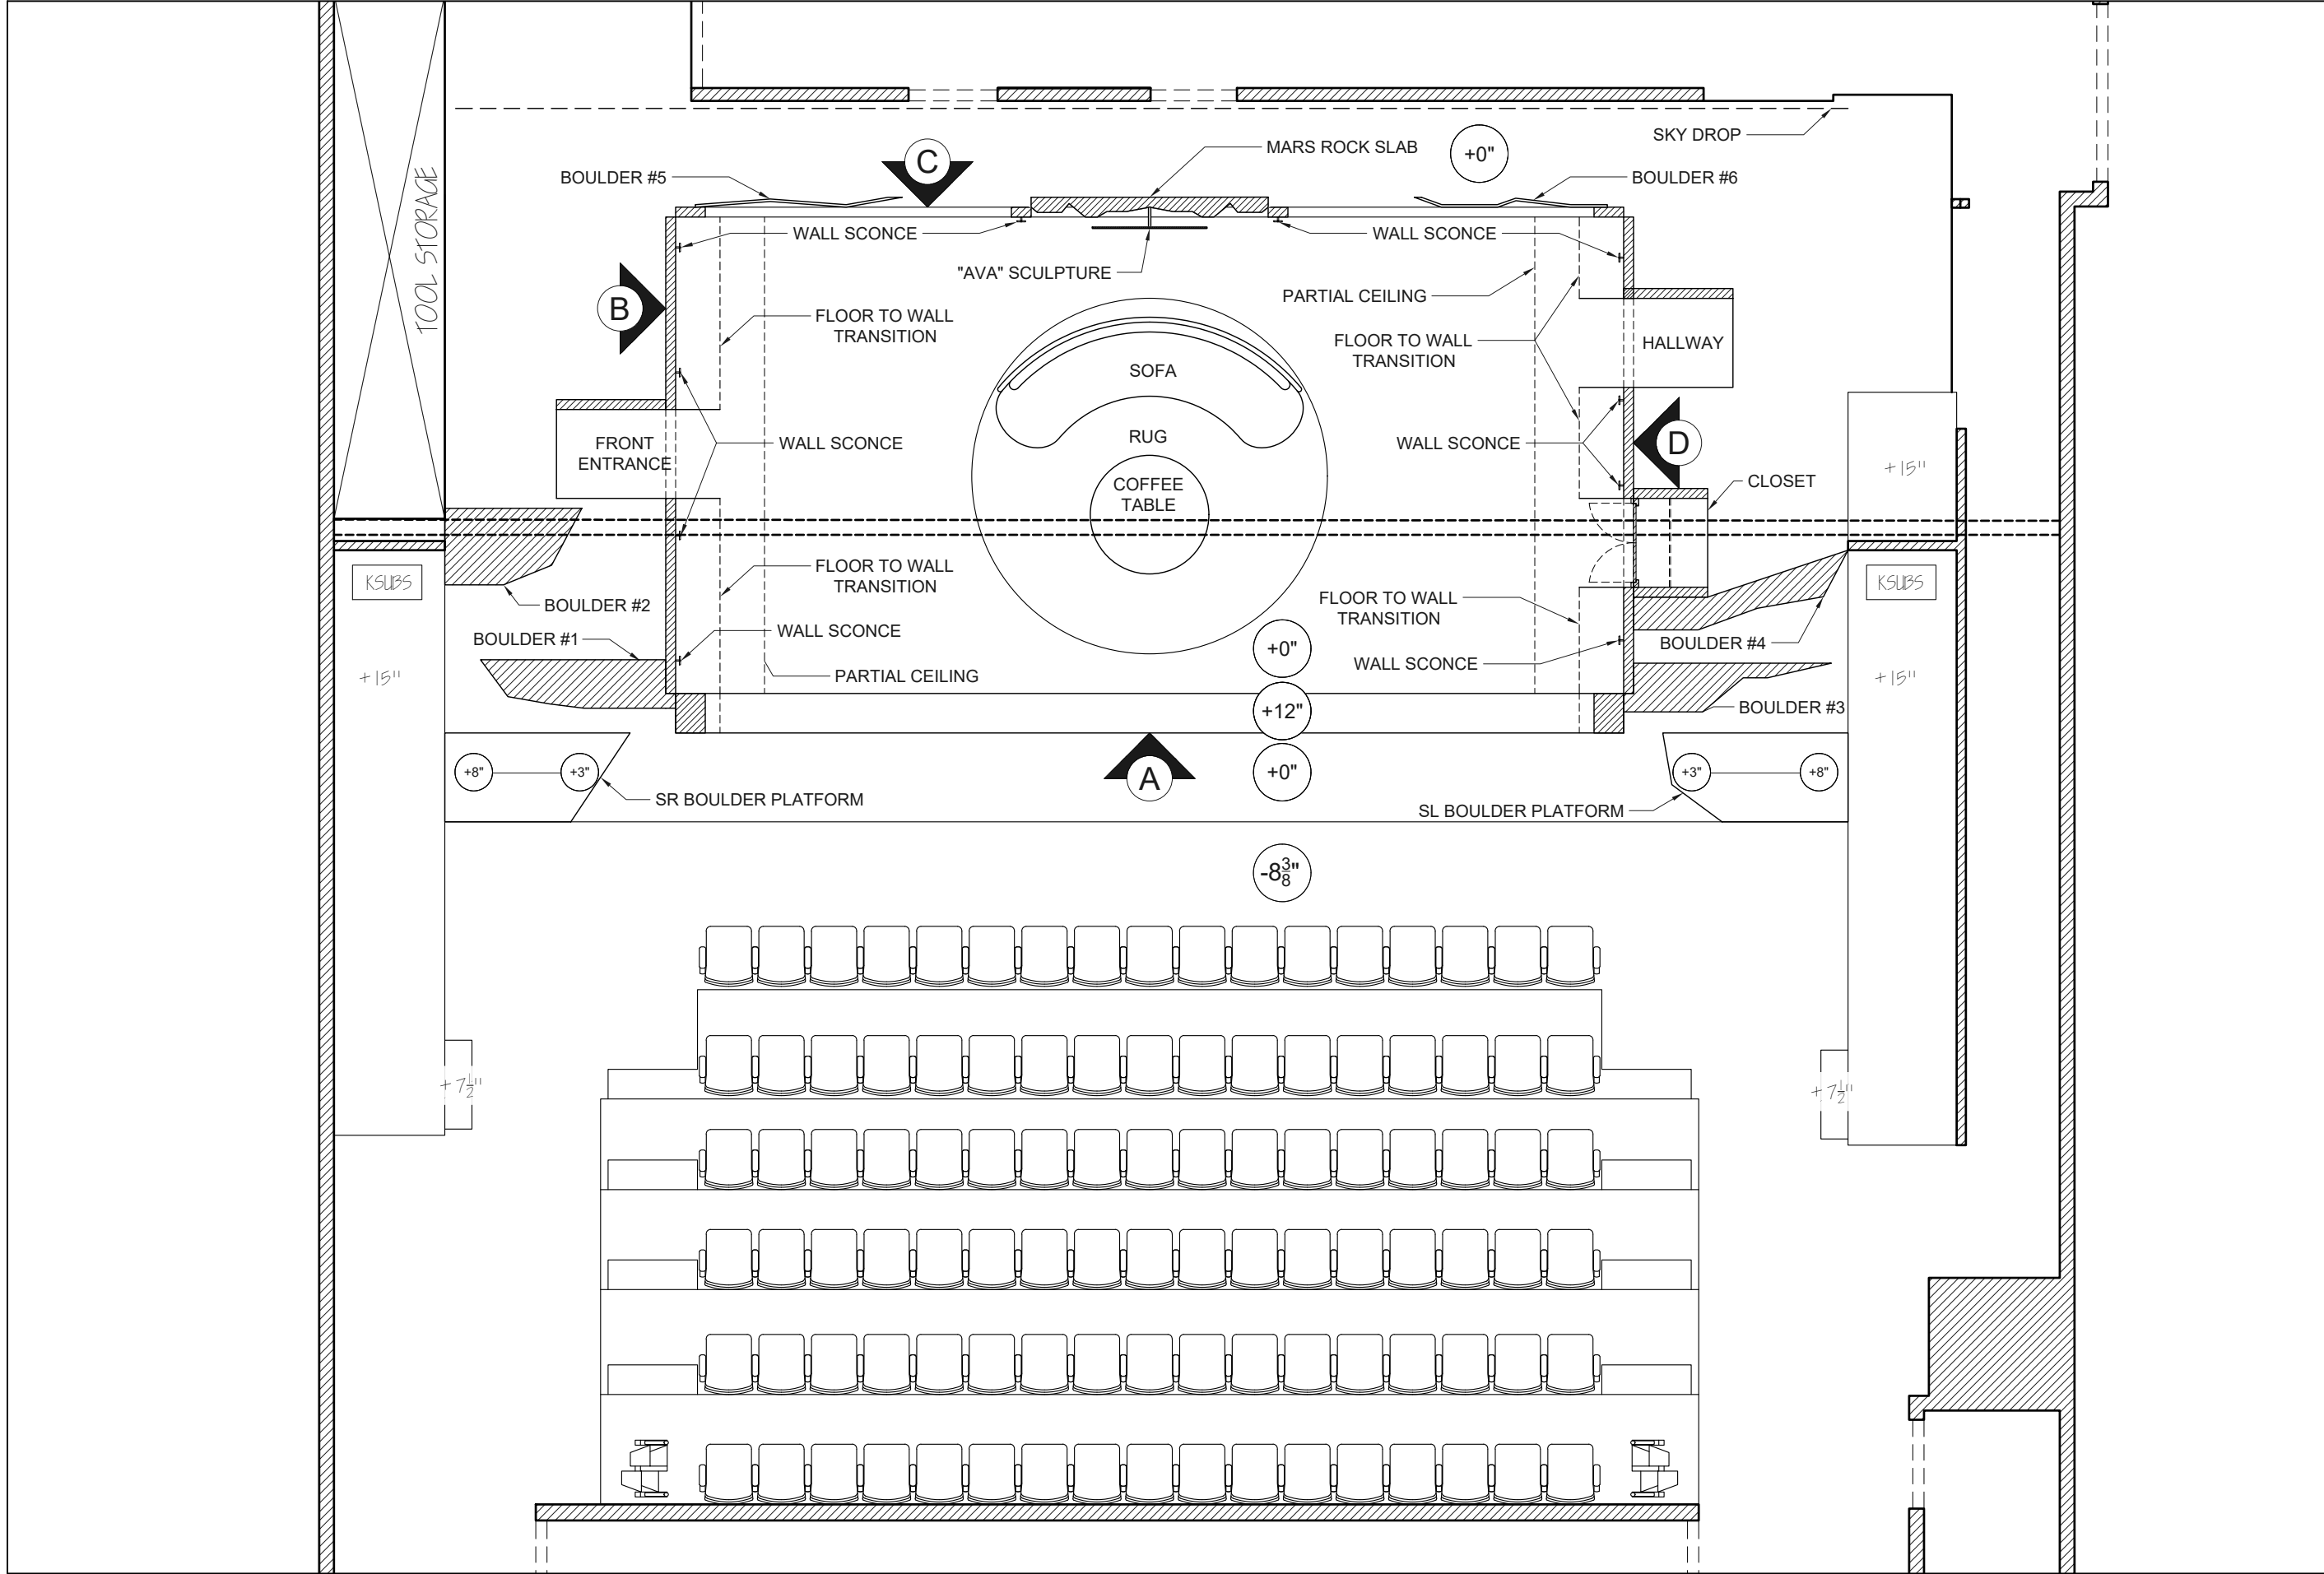 SKY DROP
MARS ROCK SLAB
+0"
C
BOULDER #5
BOULDER #6
TOOL STORAGE
WALL SCONCE
WALL SCONCE
"AVA" SCULPTURE
PARTIAL CEILING
B
FLOOR TO WALL
TRANSITION
FLOOR TO WALL
TRANSITION
HALLWAY
SOFA
FRONT
ENTRANCE
WALL SCONCE
RUG
WALL SCONCE
D
+15"
COFFEE
TABLE
CLOSET
KSUBS
KSUBS
FLOOR TO WALL
TRANSITION
BOULDER #2
FLOOR TO WALL
TRANSITION
BOULDER #1
WALL SCONCE
+0"
BOULDER #4
WALL SCONCE
+15"
PARTIAL CEILING
+15"
+12"
BOULDER #3
+8"
+3"
A
+0"
+3"
+8"
SR BOULDER PLATFORM
SL BOULDER PLATFORM
-8 3/8"
+7 1/2"
+7 1/2"